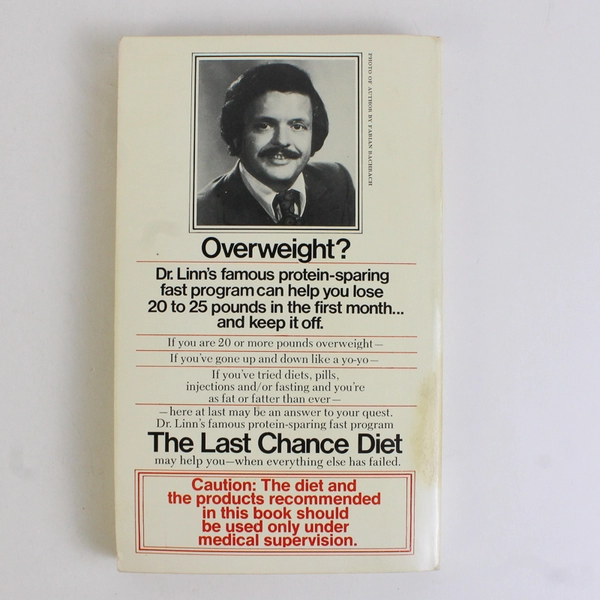 PHOTO OF AUTHOR BY FABIAN BACHRACH
Overweight?
Dr. Linn's famous protein-sparing
fast program can help you lose
20 to 25 pounds in the first month...
and keep it off.
If you are 20 or more pounds overweight—
If you've gone up and down like a yo-yo—
If you've tried diets, pills,
injections and/or fasting and you're
as fat or fatter than ever—
—here at last may be an answer to your quest.
Dr. Linn's famous protein-sparing fast program
The Last Chance Diet
may help you—when everything else has failed.
Caution: The diet and
the products recommended
in this book should
be used only under
medical supervision.